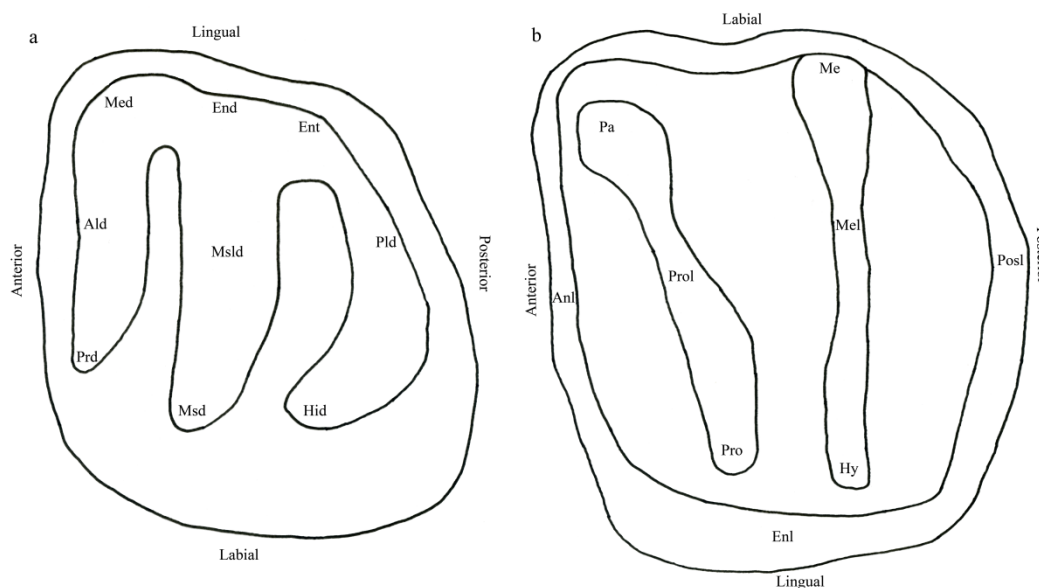 a
Lingual
Med
End
Ent
Ald
Msld
Pld
Anterior
Posterior
Prd
Msd
Hid
Labial
b
Labial
Me
Pa
Mel
Prol
Posl
Anl
Anterior
Pro
Hy
Enl
Lingual